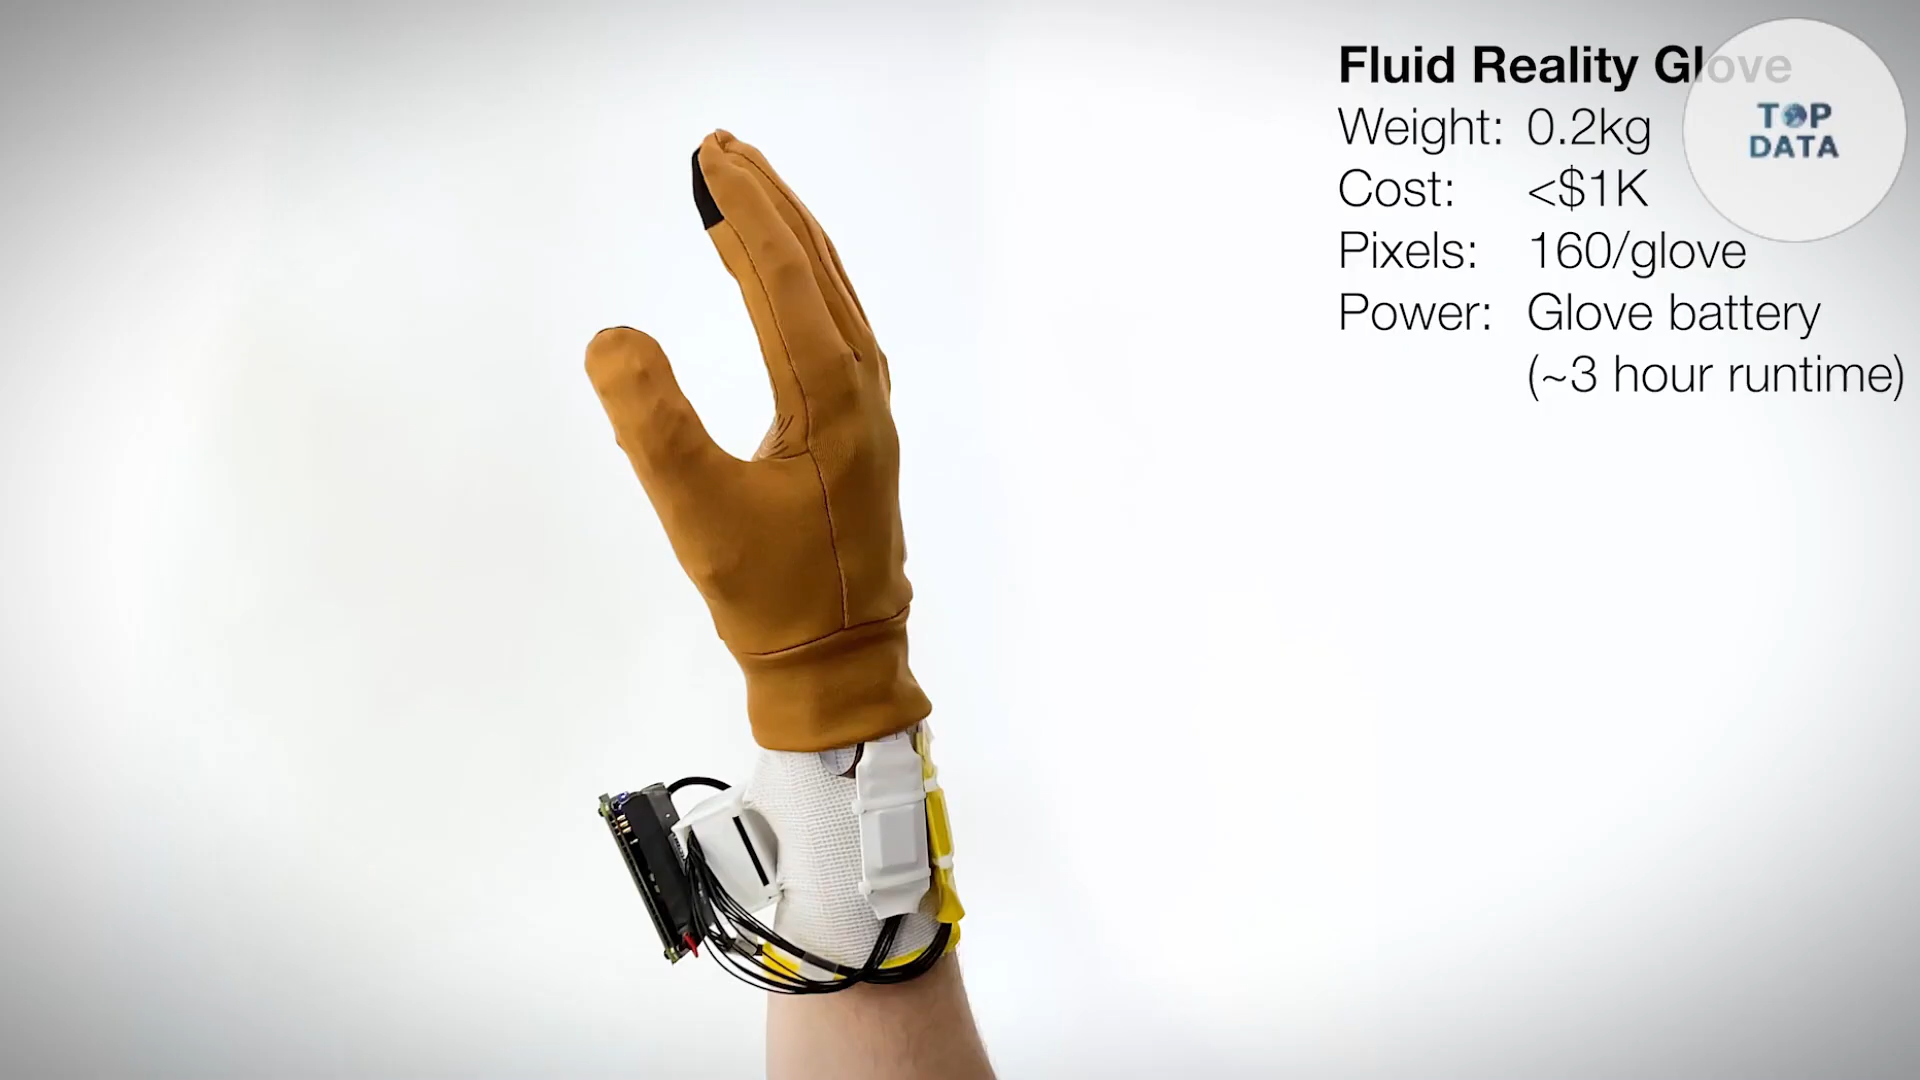 Fluid Reality Glove
Weight: 0.2kg
Cost: <$1K
Pixels: 160/glove
Power: Glove battery
(~3 hour runtime)
TOP
DATA